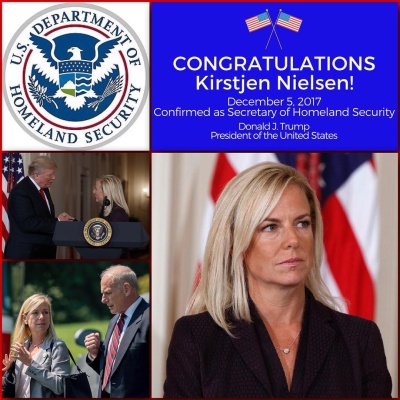 U.S. DEPARTMENT OF
HOMELAND SECURITY
CONGRATULATIONS
Kirstjen Nielsen!
December 5, 2017
Confirmed as Secretary of Homeland Security
Donald J. Trump
President of the United States